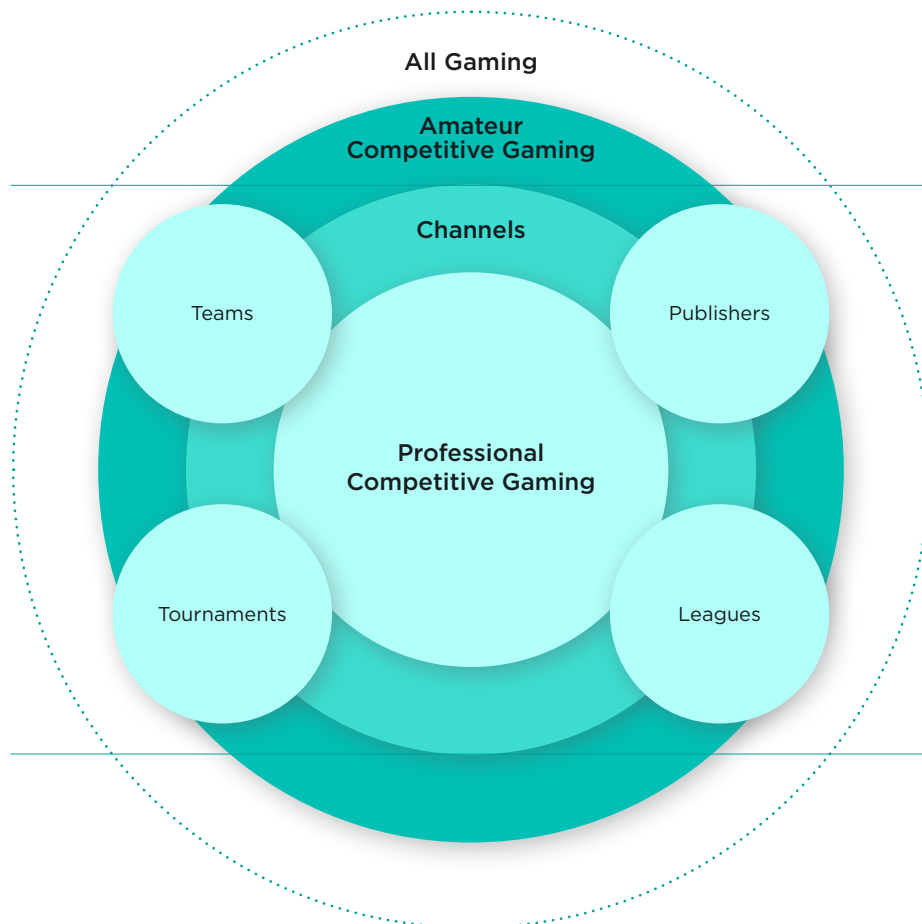 All Gaming
Amateur
Competitive Gaming
Channels
Teams
Publishers
Professional
Competitive Gaming
Tournaments
Leagues